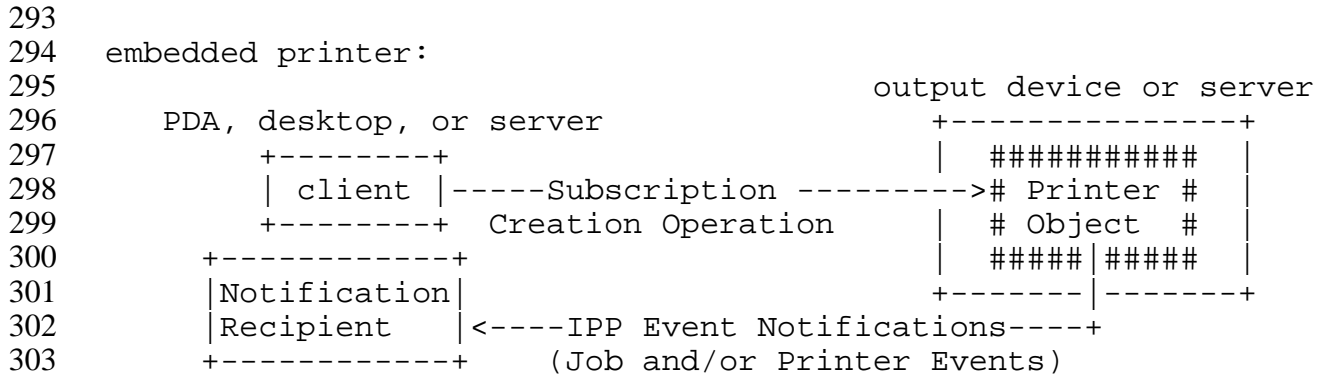 293
294 embedded printer:
295 output device or server
296 PDA, desktop, or server +---------------+
297 +--------+ | ########### |
298 | client |-----Subscription ---------># Printer # |
299 +--------+ Creation Operation | # Object # |
300 +------------+ | #####|##### |
301 |Notification| +-------|-------+
302 |Recipient |<----IPP Event Notifications----+
303 +------------+ (Job and/or Printer Events)